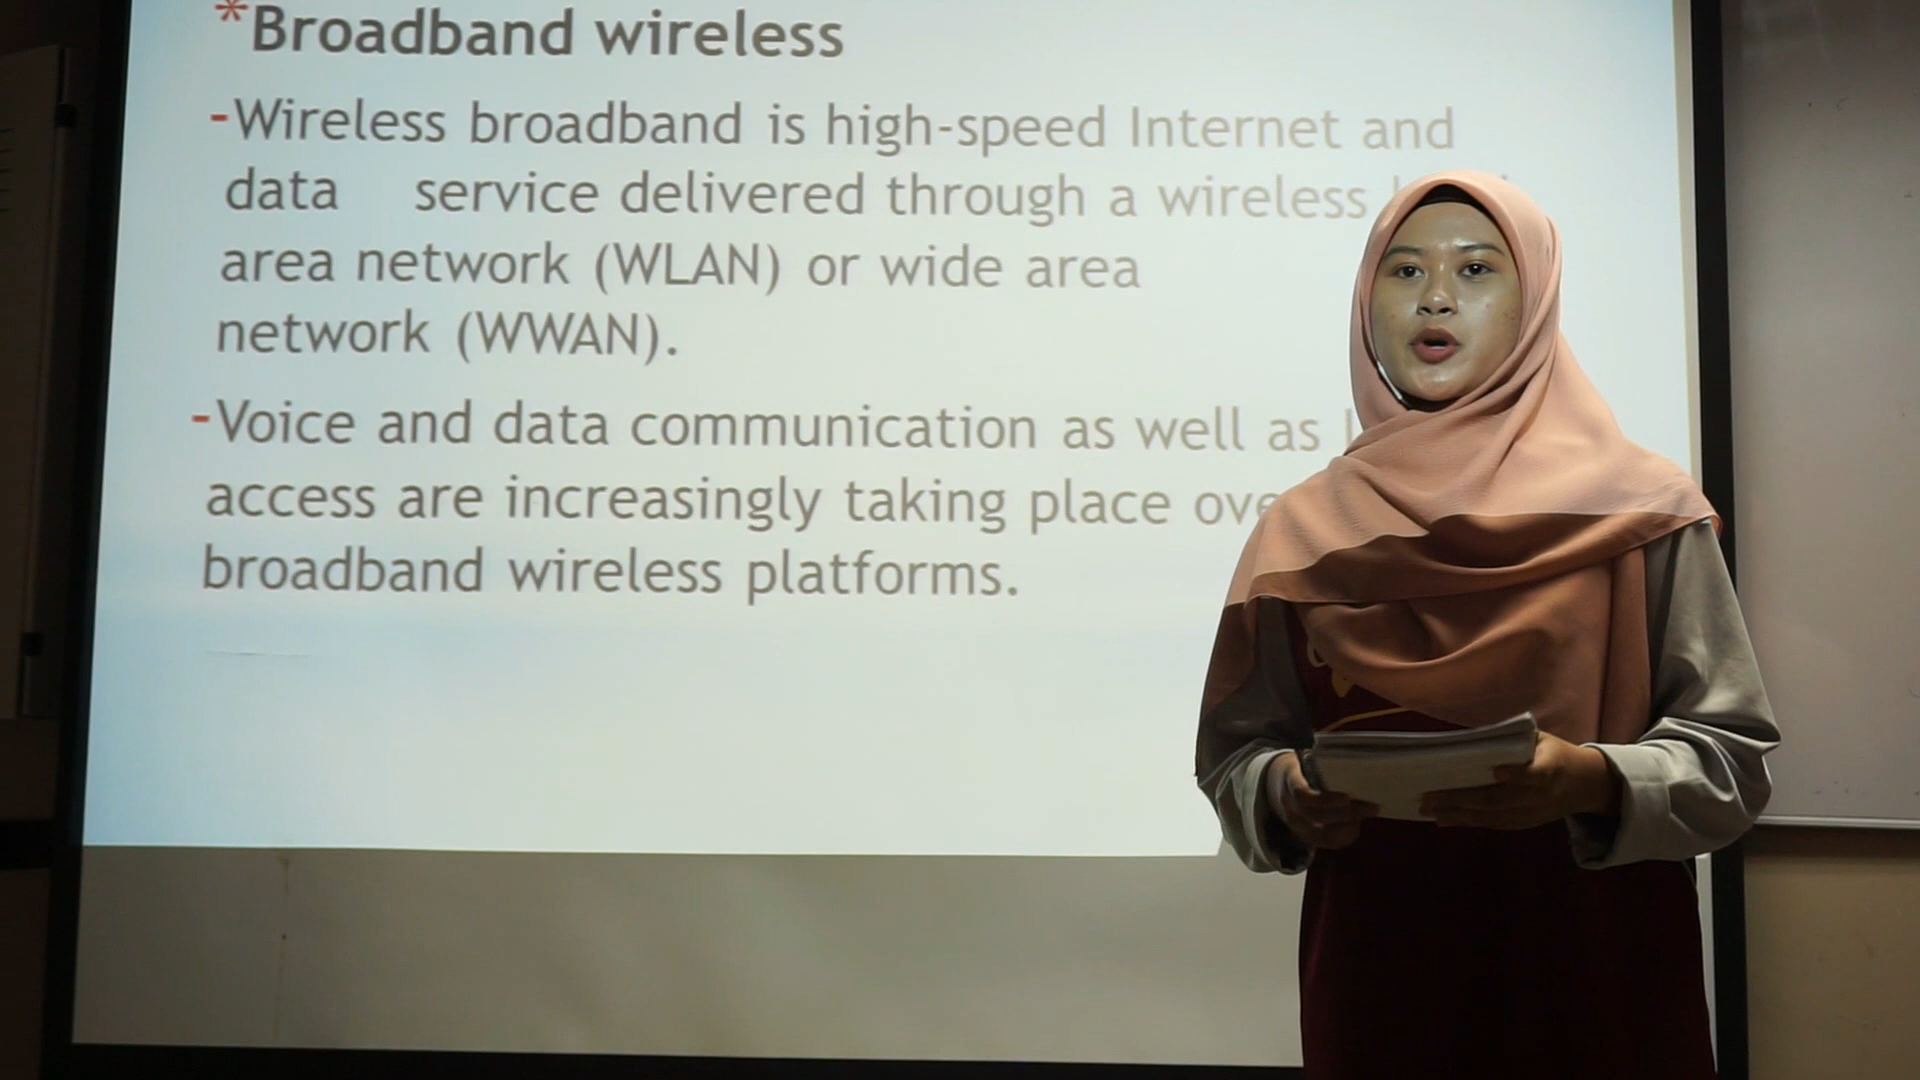 *Broadband wireless
-Wireless broadband is high-speed Internet and
data service delivered through a wireless
area network (WLAN) or wide area
network (WWAN).
-Voice and data communication as well as
access are increasingly taking place
broadband wireless platforms.